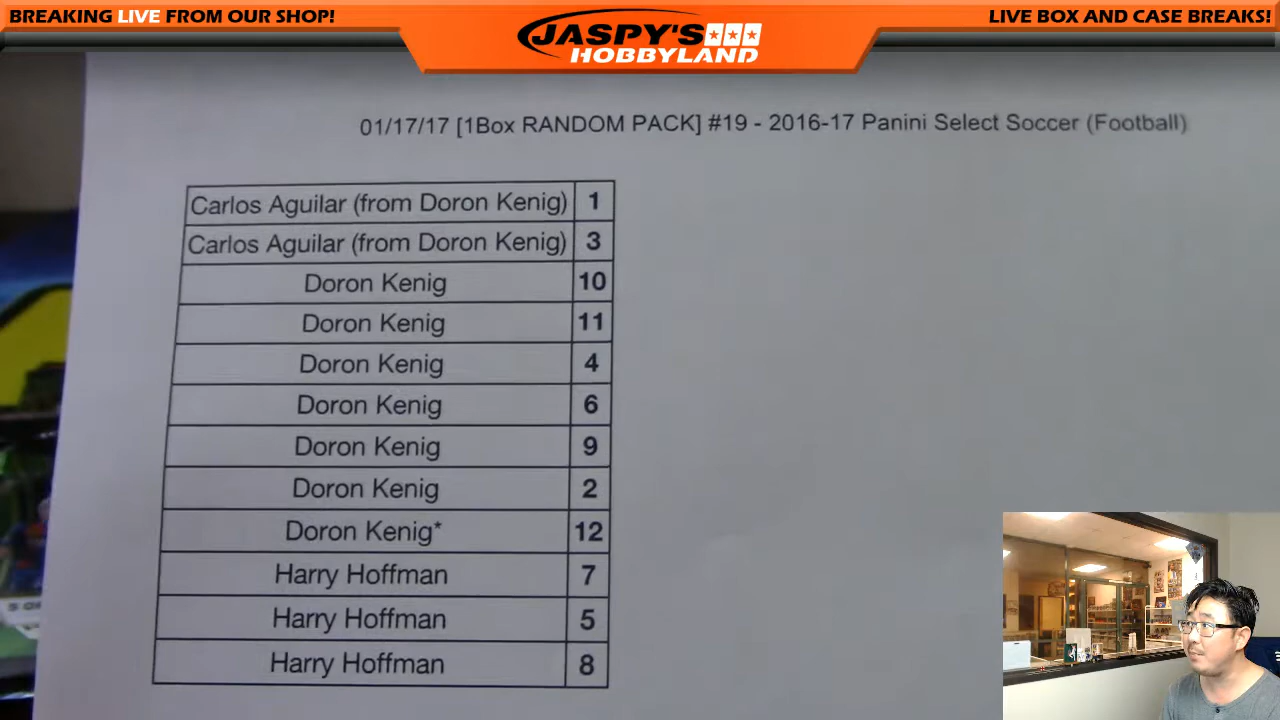 BREAKING LIVE FROM OUR SHOP!
JASPY'S
HOBBYLAND
LIVE BOX AND CASE BREAKS!
01/17/17 [1Box RANDOM PACK] #19 - 2016-17 Panini Select Soccer (Football)
Carlos Aguilar (from Doron Kenig) 1
Carlos Aguilar (from Doron Kenig) 3
Doron Kenig 10
Doron Kenig 11
Doron Kenig 4
Doron Kenig 6
Doron Kenig 9
Doron Kenig 2
Doron Kenig* 12
Harry Hoffman 7
Harry Hoffman 5
Harry Hoffman 8